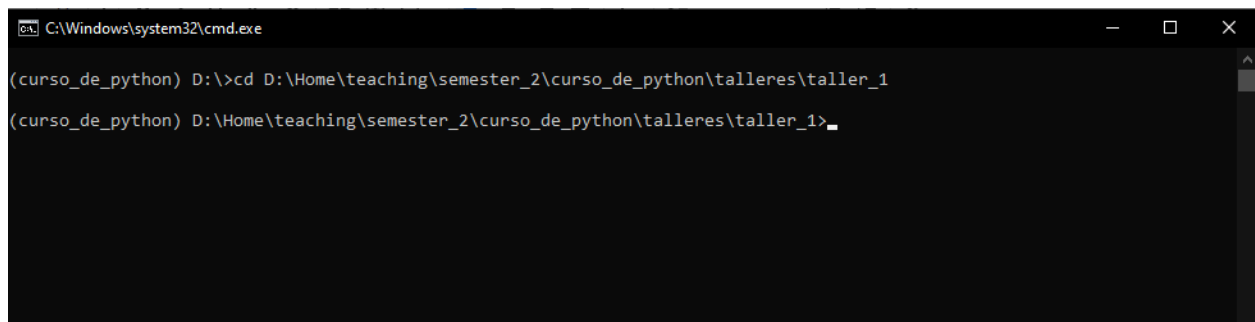 C:\Windows\system32\cmd.exe
(curso_de_python) D:\>cd D:\Home\teaching\semester_2\curso_de_python\talleres\taller_1
(curso_de_python) D:\Home\teaching\semester_2\curso_de_python\talleres\taller_1>